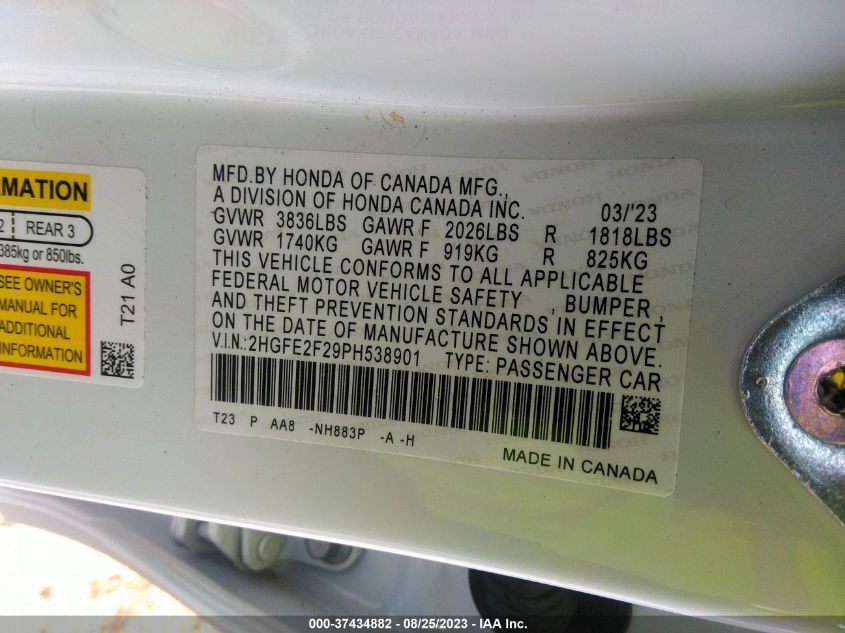 RMATION
2 REAR 3
385kg or 850lbs.
SEE OWNER'S
MANUAL FOR
ADDITIONAL
INFORMATION
T21 A0
MFD.BY HONDA OF CANADA MFG.,
A DIVISION OF HONDA CANADA INC. 03/'23
GVWR 3836LBS GAWR F 2026LBS R 1818LBS
GVWR 1740KG GAWR F 919KG R 825KG
THIS VEHICLE CONFORMS TO ALL APPLICABLE
FEDERAL MOTOR VEHICLE SAFETY , BUMPER
AND THEFT PREVENTION STANDARDS IN EFFECT
ON THE DATE OF MANUFACTURE SHOWN ABOVE.
V.I.N.:2HGFE2F29PH538901 TYPE: PASSENGER CAR
T23 P AA8 -NH883P -A -H
MADE IN CANADA
000-37434882 — 08/25/2023 — IAA Inc.